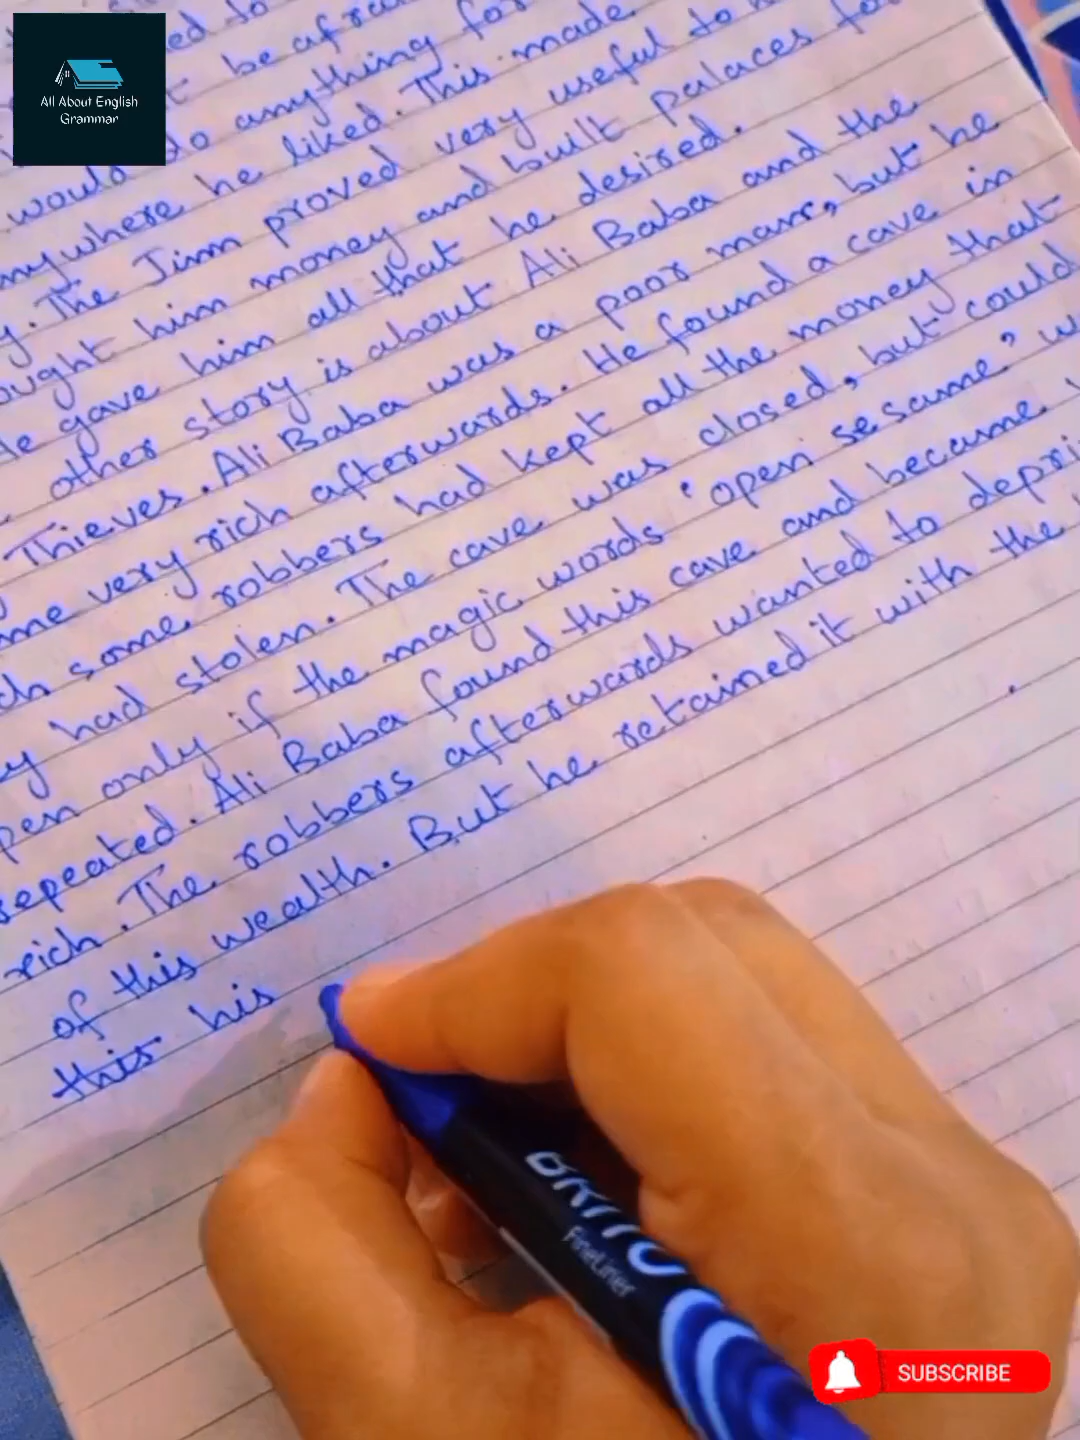 All About English
Grammar
be afra
would do anything for
anywhere he liked. This made
y. The Jinn proved very useful to
ought him money and built palaces fo
He gave him all that he desired.
other story is about Ali Baba and the
Thieves. Ali Baba was a poor man, but he
ame very rich afterwards. He found a cave in
ch some robbers had kept all the money that
y had stolen. The cave was closed, but could
pen only if the magic words 'open sesame' w
repeated. Ali Baba found this cave and became
rich. The robbers afterwards wanted to depri
of this wealth. But he retained it with the
this his
BRITO
FineLiner
SUBSCRIBE